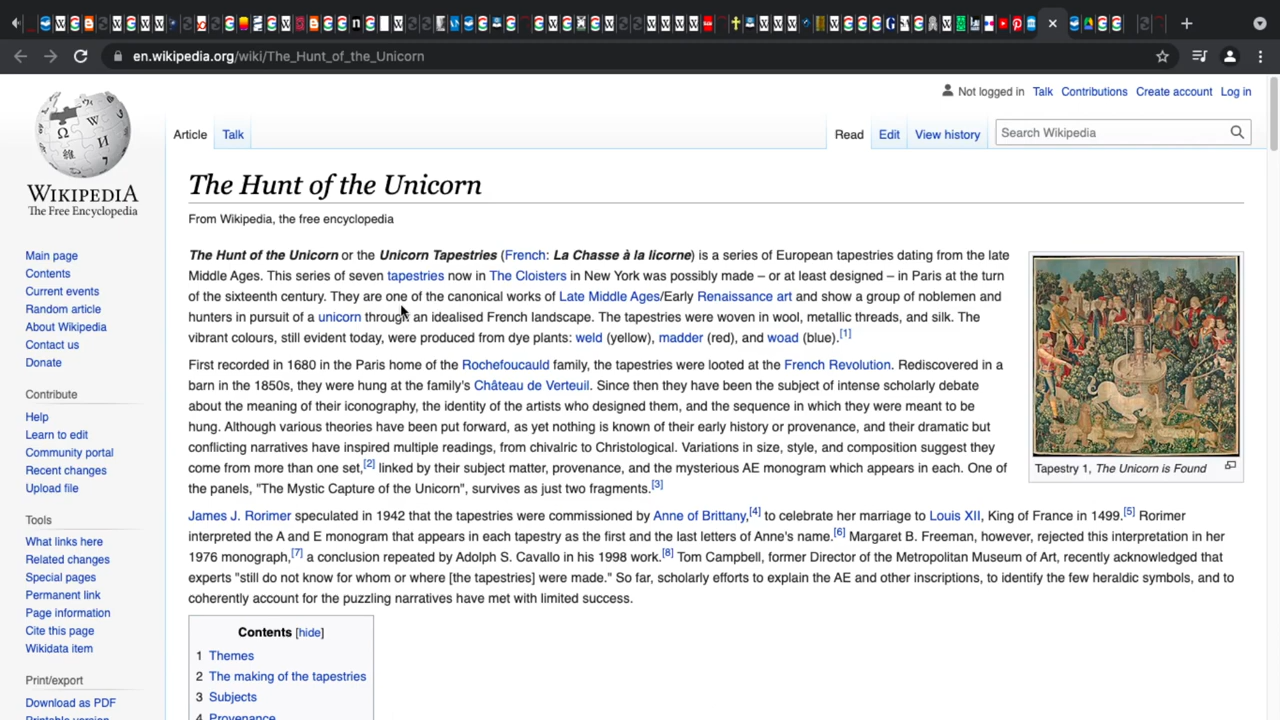 en.wikipedia.org/wiki/The_Hunt_of_the_Unicorn
Not logged in Talk Contributions Create account Log in
Article Talk Read Edit View history Search Wikipedia
WIKIPEDIA
The Free Encyclopedia
Main page
Contents
Current events
Random article
About Wikipedia
Contact us
Donate
Contribute
Help
Learn to edit
Community portal
Recent changes
Upload file
Tools
What links here
Related changes
Special pages
Permanent link
Page information
Cite this page
Wikidata item
Print/export
Download as PDF
Printable version
The Hunt of the Unicorn
From Wikipedia, the free encyclopedia
The Hunt of the Unicorn or the Unicorn Tapestries (French: La Chasse à la licorne) is a series of European tapestries dating from the late
Middle Ages. This series of seven tapestries now in The Cloisters in New York was possibly made – or at least designed – in Paris at the turn
of the sixteenth century. They are one of the canonical works of Late Middle Ages/Early Renaissance art and show a group of noblemen and
hunters in pursuit of a unicorn through an idealised French landscape. The tapestries were woven in wool, metallic threads, and silk. The
vibrant colours, still evident today, were produced from dye plants: weld (yellow), madder (red), and woad (blue).[1]
First recorded in 1680 in the Paris home of the Rochefoucauld family, the tapestries were looted at the French Revolution. Rediscovered in a
barn in the 1850s, they were hung at the family's Château de Verteuil. Since then they have been the subject of intense scholarly debate
about the meaning of their iconography, the identity of the artists who designed them, and the sequence in which they were meant to be
hung. Although various theories have been put forward, as yet nothing is known of their early history or provenance, and their dramatic but
conflicting narratives have inspired multiple readings, from chivalric to Christological. Variations in size, style, and composition suggest they
come from more than one set,[2] linked by their subject matter, provenance, and the mysterious AE monogram which appears in each. One of
the panels, "The Mystic Capture of the Unicorn", survives as just two fragments.[3]
Tapestry 1, The Unicorn is Found
James J. Rorimer speculated in 1942 that the tapestries were commissioned by Anne of Brittany,[4] to celebrate her marriage to Louis XII, King of France in 1499.[5] Rorimer
interpreted the A and E monogram that appears in each tapestry as the first and the last letters of Anne's name.[6] Margaret B. Freeman, however, rejected this interpretation in her
1976 monograph,[7] a conclusion repeated by Adolph S. Cavallo in his 1998 work.[8] Tom Campbell, former Director of the Metropolitan Museum of Art, recently acknowledged that
experts "still do not know for whom or where [the tapestries] were made." So far, scholarly efforts to explain the AE and other inscriptions, to identify the few heraldic symbols, and to
coherently account for the puzzling narratives have met with limited success.
Contents [hide]
1 Themes
2 The making of the tapestries
3 Subjects
4 Provenance